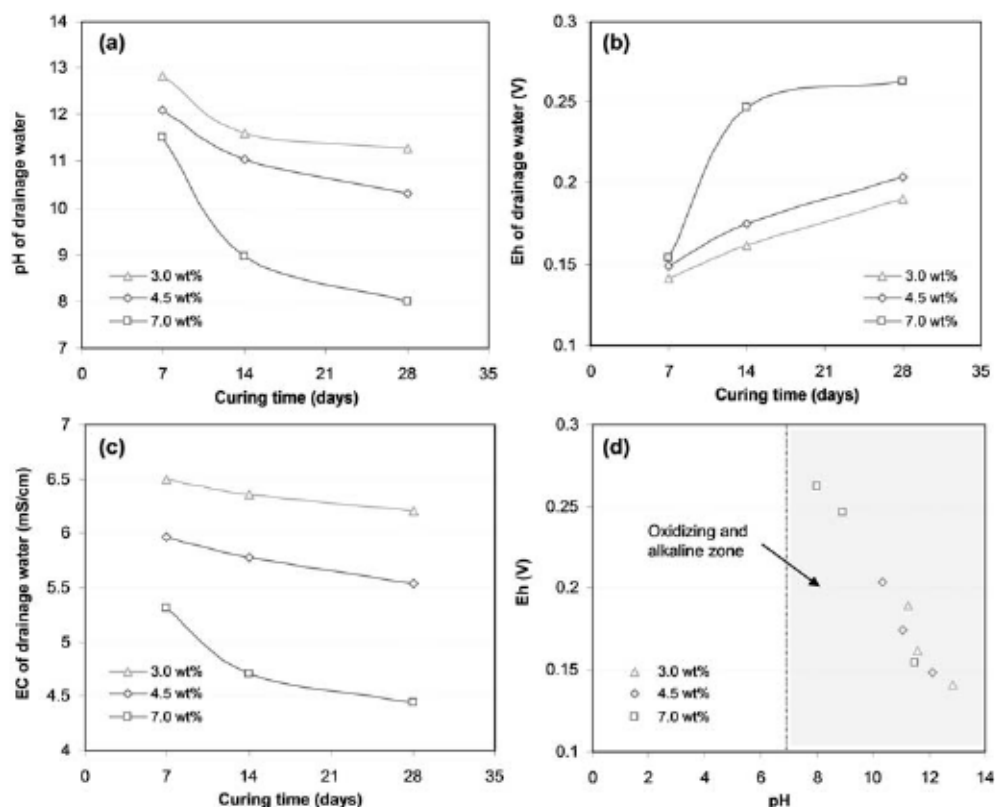 (a)
14
13
12
11
10
9
8
7
pH of drainage water
3.0 wt%
4.5 wt%
7.0 wt%
0 7 14 21 28 35
Curing time (days)
(b)
0.3
0.25
0.2
0.15
0.1
Eh of drainage water (V)
3.0 wt%
4.5 wt%
7.0 wt%
0 7 14 21 28 35
Curing time (days)
(c)
7
6.5
6
5.5
5
4.5
4
EC of drainage water (mS/cm)
3.0 wt%
4.5 wt%
7.0 wt%
0 7 14 21 28 35
Curing time (days)
(d)
0.3
0.25
0.2
0.15
0.1
Eh (V)
Oxidizing and
alkaline zone
3.0 wt%
4.5 wt%
7.0 wt%
0 2 4 6 8 10 12 14
pH